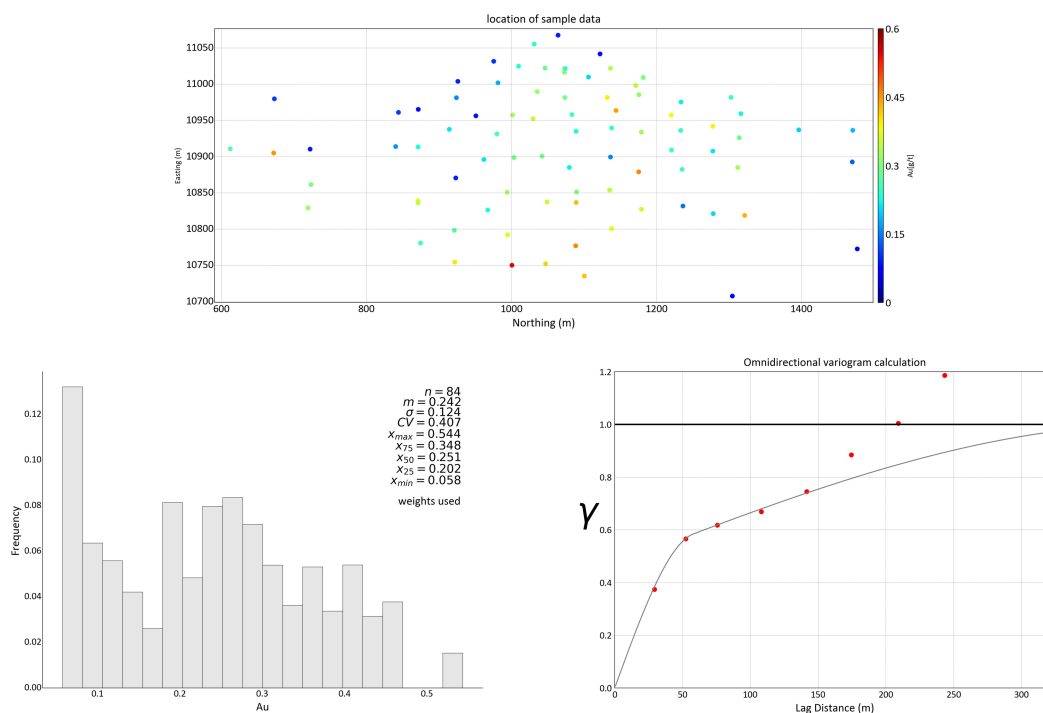 location of sample data
11050
11000
10950
10900
10850
10800
10750
10700
Easting (m)
600
800
1000
1200
1400
Northing (m)
0.6
0.45
0.3
0.15
0
Au[g/t]
0.12
0.10
0.08
0.06
0.04
0.02
0.00
Frequency
0.1
0.2
0.3
0.4
0.5
Au
n = 84
m = 0.242
σ = 0.124
CV = 0.407
xmax = 0.544
x75 = 0.348
x50 = 0.251
x25 = 0.202
xmin = 0.058
weights used
Omnidirectional variogram calculation
1.2
1.0
0.8
0.6
0.4
0.2
0.0
γ
0
50
100
150
200
250
300
Lag Distance (m)